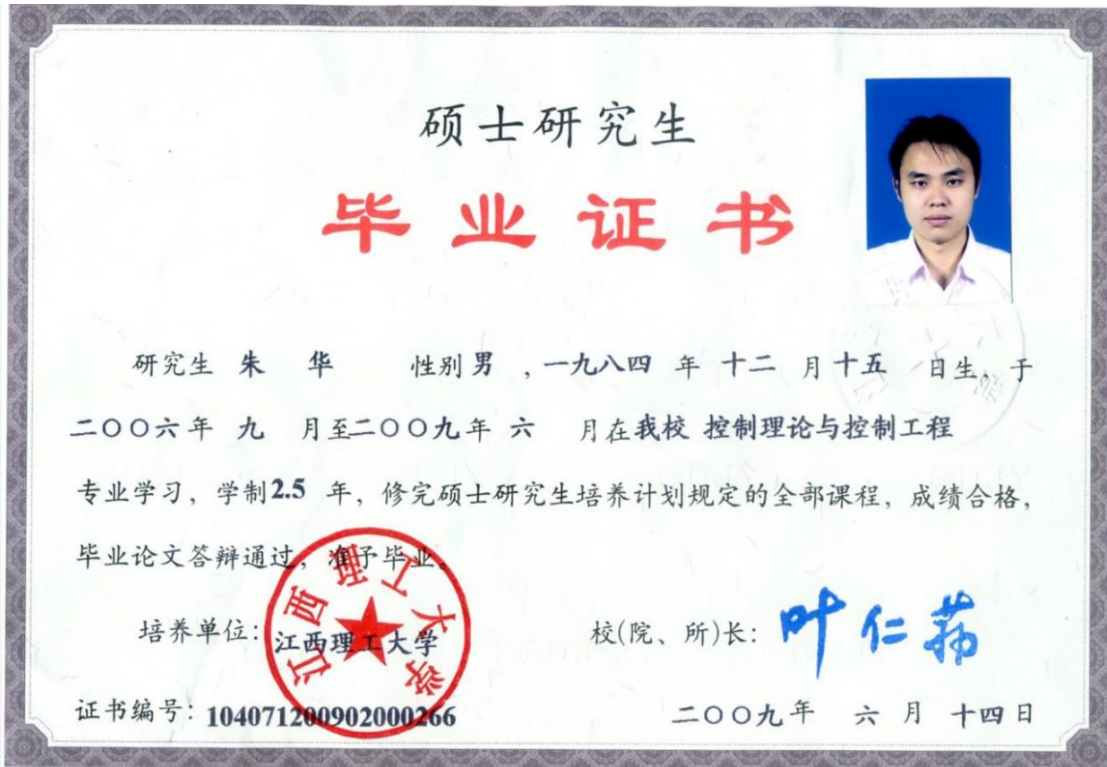 硕士研究生
毕业证书
研究生 朱 华 性别 男 ,一九八四 年 十二 月 十五 日生、于
二〇〇六年 九 月至二〇〇九年 六 月在我校 控制理论与控制工程
专业学习，学制2.5 年，修完硕士研究生培养计划规定的全部课程，成绩合格，
毕业论文答辩通过，准予毕业。
江西理工大学
培养单位：江西理工大学 校(院、所)长：叶仁荪
证书编号：104071200902000266 二〇〇九年 六 月 十四 日